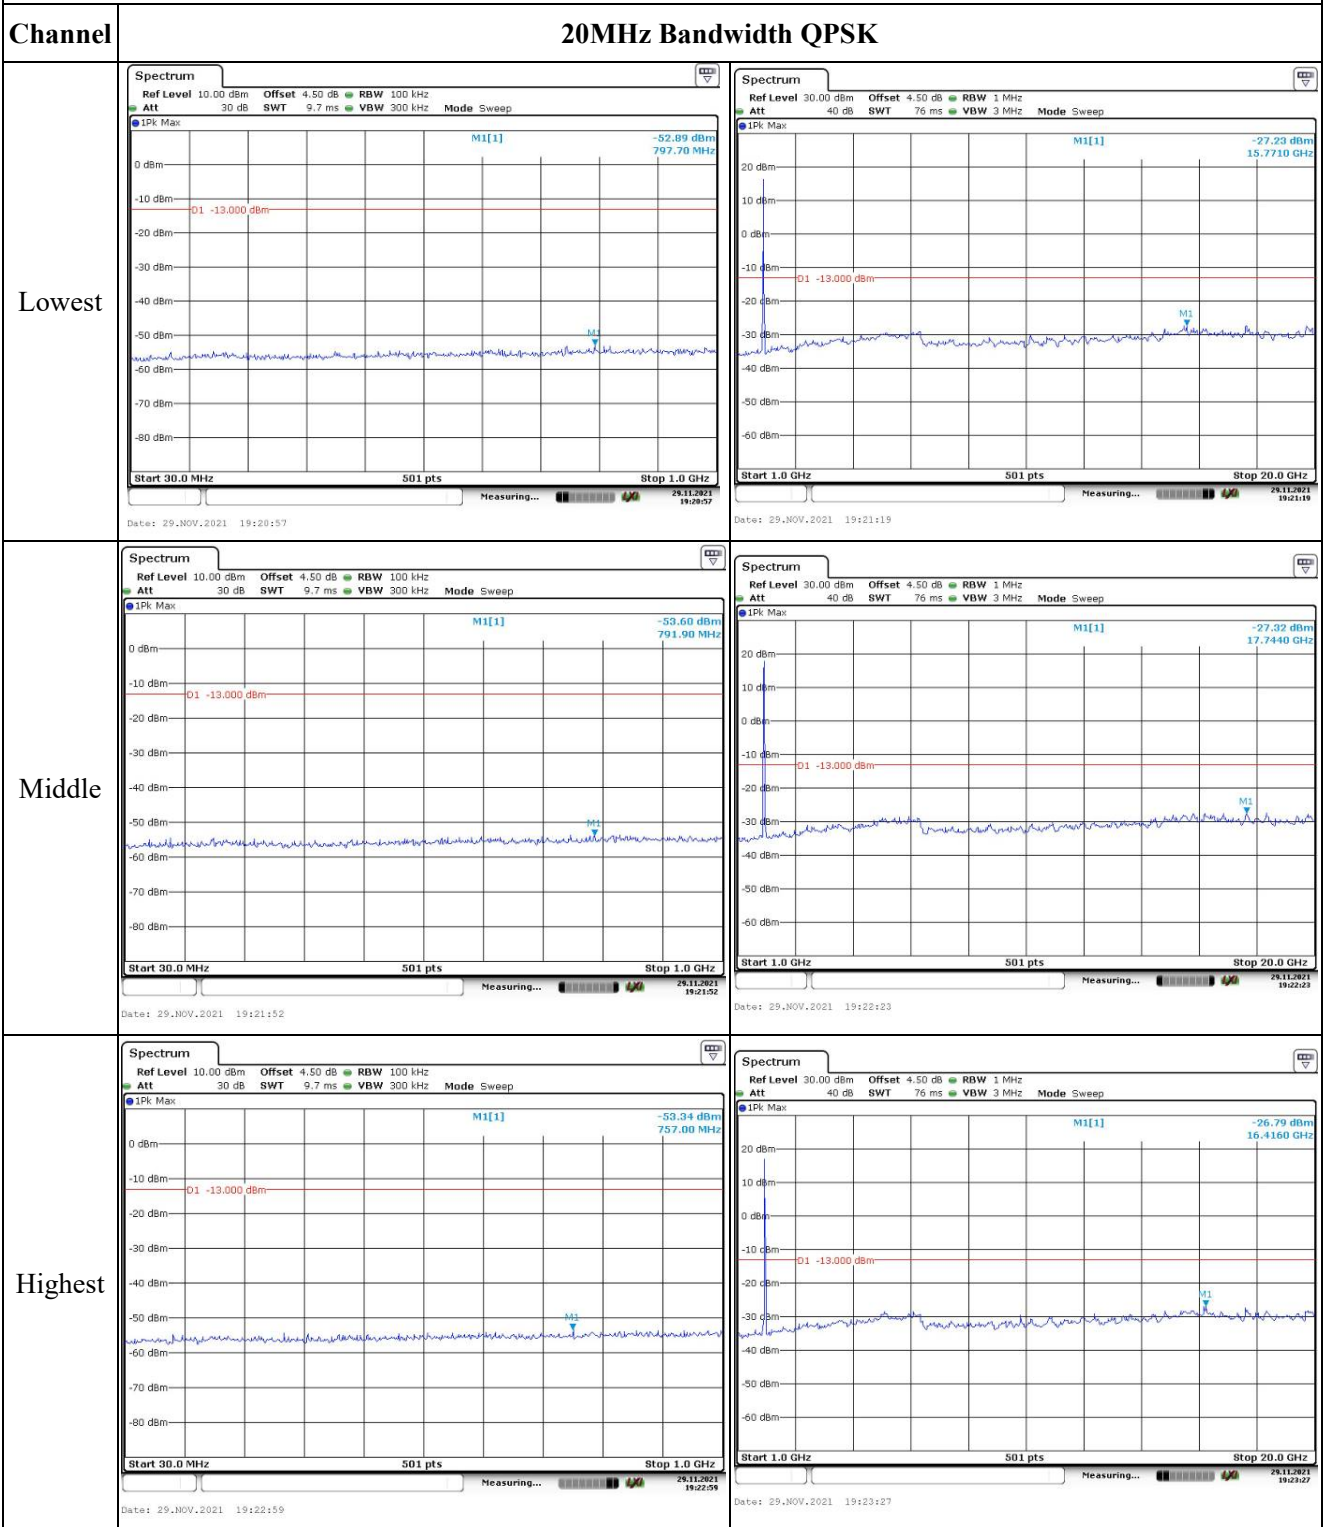 Channel 20MHz Bandwidth QPSK
Lowest
Spectrum
Ref Level 10.00 dBm Offset 4.50 dB RBW 100 kHz
Att 30 dB SWT 9.7 ms VBW 300 kHz Mode Sweep
1Pk Max
M1[1] -52.89 dBm
797.70 MHz
0 dBm
-10 dBm
D1 -13.000 dBm
-20 dBm
-30 dBm
-40 dBm
-50 dBm
M1
-60 dBm
-70 dBm
-80 dBm
Start 30.0 MHz 501 pts Stop 1.0 GHz
Measuring... 29.11.2021
19:20:57
Date: 29.NOV.2021 19:20:57
Spectrum
Ref Level 30.00 dBm Offset 4.50 dB RBW 1 MHz
Att 40 dB SWT 76 ms VBW 3 MHz Mode Sweep
1Pk Max
M1[1] -27.23 dBm
15.7710 GHz
20 dBm
10 dBm
0 dBm
-10 dBm
D1 -13.000 dBm
-20 dBm
M1
-30 dBm
-40 dBm
-50 dBm
-60 dBm
Start 1.0 GHz 501 pts Stop 20.0 GHz
Measuring... 29.11.2021
19:21:19
Date: 29.NOV.2021 19:21:19
Middle
Spectrum
Ref Level 10.00 dBm Offset 4.50 dB RBW 100 kHz
Att 30 dB SWT 9.7 ms VBW 300 kHz Mode Sweep
1Pk Max
M1[1] -53.60 dBm
791.90 MHz
0 dBm
-10 dBm
D1 -13.000 dBm
-20 dBm
-30 dBm
-40 dBm
-50 dBm
M1
-60 dBm
-70 dBm
-80 dBm
Start 30.0 MHz 501 pts Stop 1.0 GHz
Measuring... 29.11.2021
19:21:52
Date: 29.NOV.2021 19:21:52
Spectrum
Ref Level 30.00 dBm Offset 4.50 dB RBW 1 MHz
Att 40 dB SWT 76 ms VBW 3 MHz Mode Sweep
1Pk Max
M1[1] -27.32 dBm
17.7440 GHz
20 dBm
10 dBm
0 dBm
-10 dBm
D1 -13.000 dBm
-20 dBm
M1
-30 dBm
-40 dBm
-50 dBm
-60 dBm
Start 1.0 GHz 501 pts Stop 20.0 GHz
Measuring... 29.11.2021
19:22:23
Date: 29.NOV.2021 19:22:23
Highest
Spectrum
Ref Level 10.00 dBm Offset 4.50 dB RBW 100 kHz
Att 30 dB SWT 9.7 ms VBW 300 kHz Mode Sweep
1Pk Max
M1[1] -53.34 dBm
757.00 MHz
0 dBm
-10 dBm
D1 -13.000 dBm
-20 dBm
-30 dBm
-40 dBm
-50 dBm
M1
-60 dBm
-70 dBm
-80 dBm
Start 30.0 MHz 501 pts Stop 1.0 GHz
Measuring... 29.11.2021
19:22:59
Date: 29.NOV.2021 19:22:59
Spectrum
Ref Level 30.00 dBm Offset 4.50 dB RBW 1 MHz
Att 40 dB SWT 76 ms VBW 3 MHz Mode Sweep
1Pk Max
M1[1] -26.79 dBm
16.4160 GHz
20 dBm
10 dBm
0 dBm
-10 dBm
D1 -13.000 dBm
-20 dBm
M1
-30 dBm
-40 dBm
-50 dBm
-60 dBm
Start 1.0 GHz 501 pts Stop 20.0 GHz
Measuring... 29.11.2021
19:23:27
Date: 29.NOV.2021 19:23:27